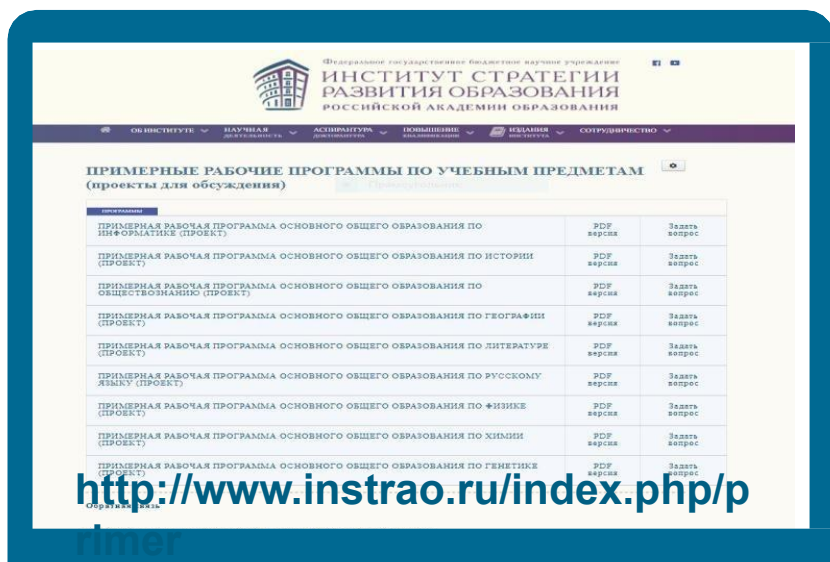 Федеральное государственное бюджетное научное учреждение
ИНСТИТУТ СТРАТЕГИИ
РАЗВИТИЯ ОБРАЗОВАНИЯ
РОССИЙСКОЙ АКАДЕМИИ ОБРАЗОВАНИЯ
ОБ ИНСТИТУТЕ НАУЧНАЯ ДЕЯТЕЛЬНОСТЬ АСПИРАНТУРА ДОКТОРАНТУРА ПОВЫШЕНИЕ КВАЛИФИКАЦИИ ИЗДАНИЯ ИНСТИТУТА СОТРУДНИЧЕСТВО
ПРИМЕРНЫЕ РАБОЧИЕ ПРОГРАММЫ ПО УЧЕБНЫМ ПРЕДМЕТАМ
(проекты для обсуждения)
Прямоугольник
ПРОГРАММЫ
ПРИМЕРНАЯ РАБОЧАЯ ПРОГРАММА ОСНОВНОГО ОБЩЕГО ОБРАЗОВАНИЯ ПО PDF Задать
ИНФОРМАТИКЕ (ПРОЕКТ) версия вопрос
ПРИМЕРНАЯ РАБОЧАЯ ПРОГРАММА ОСНОВНОГО ОБЩЕГО ОБРАЗОВАНИЯ ПО ИСТОРИИ PDF Задать
(ПРОЕКТ) версия вопрос
ПРИМЕРНАЯ РАБОЧАЯ ПРОГРАММА ОСНОВНОГО ОБЩЕГО ОБРАЗОВАНИЯ ПО PDF Задать
ОБЩЕСТВОЗНАНИЮ (ПРОЕКТ) версия вопрос
ПРИМЕРНАЯ РАБОЧАЯ ПРОГРАММА ОСНОВНОГО ОБЩЕГО ОБРАЗОВАНИЯ ПО ГЕОГРАФИИ PDF Задать
(ПРОЕКТ) версия вопрос
ПРИМЕРНАЯ РАБОЧАЯ ПРОГРАММА ОСНОВНОГО ОБЩЕГО ОБРАЗОВАНИЯ ПО ЛИТЕРАТУРЕ PDF Задать
(ПРОЕКТ) версия вопрос
ПРИМЕРНАЯ РАБОЧАЯ ПРОГРАММА ОСНОВНОГО ОБЩЕГО ОБРАЗОВАНИЯ ПО РУССКОМУ PDF Задать
ЯЗЫКУ (ПРОЕКТ) версия вопрос
ПРИМЕРНАЯ РАБОЧАЯ ПРОГРАММА ОСНОВНОГО ОБЩЕГО ОБРАЗОВАНИЯ ПО ФИЗИКЕ PDF Задать
(ПРОЕКТ) версия вопрос
ПРИМЕРНАЯ РАБОЧАЯ ПРОГРАММА ОСНОВНОГО ОБЩЕГО ОБРАЗОВАНИЯ ПО ХИМИИ PDF Задать
(ПРОЕКТ) версия вопрос
ПРИМЕРНАЯ РАБОЧАЯ ПРОГРАММА ОСНОВНОГО ОБЩЕГО ОБРАЗОВАНИЯ ПО ГЕНЕТИКЕ PDF Задать
(ПРОЕКТ) версия вопрос
http://www.instrao.ru/index.php/p
Обратная связь
rimer